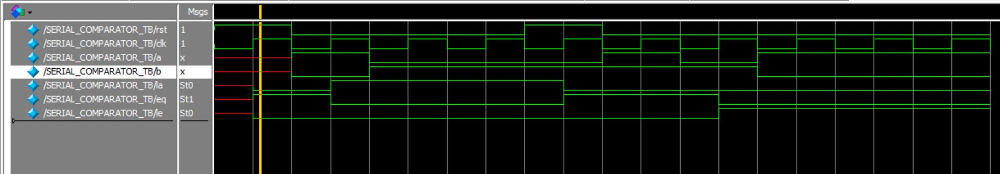 Msgs
/SERIAL_COMPARATOR_TB/rst 1
/SERIAL_COMPARATOR_TB/clk 1
/SERIAL_COMPARATOR_TB/a x
/SERIAL_COMPARATOR_TB/b x
/SERIAL_COMPARATOR_TB/la St0
/SERIAL_COMPARATOR_TB/eq St1
/SERIAL_COMPARATOR_TB/le St0